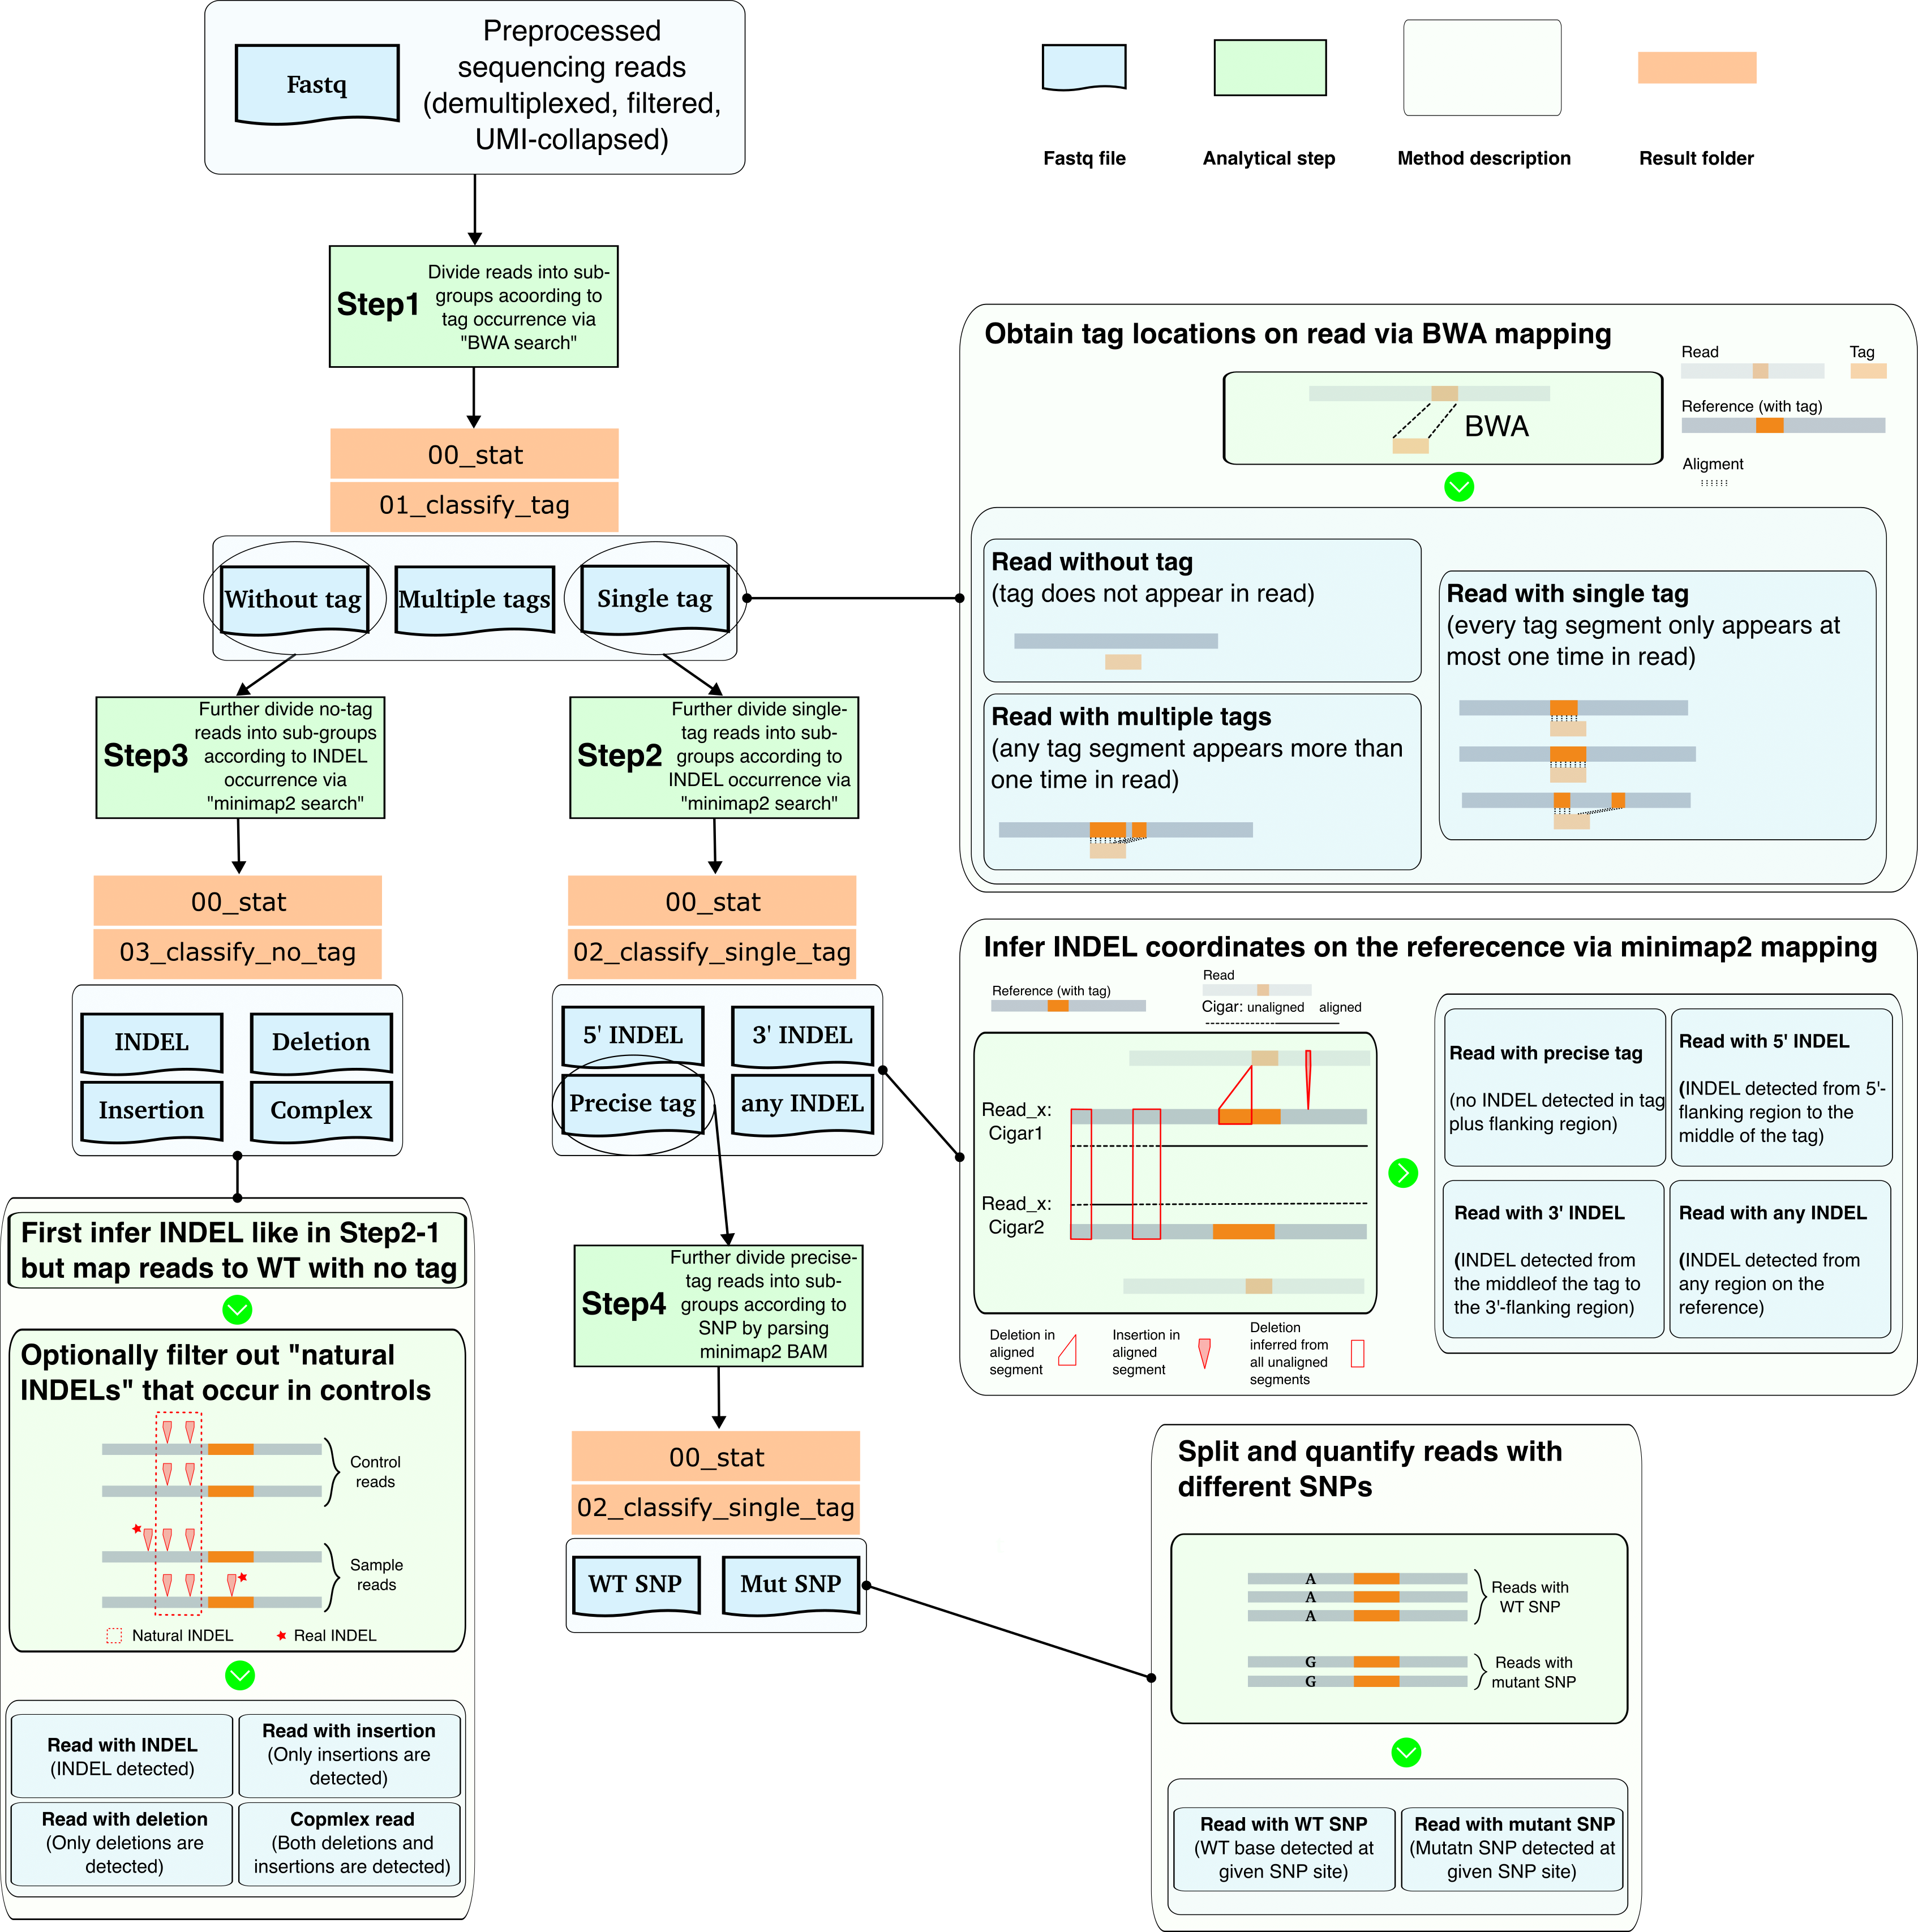 Fastq
Preprocessed
sequencing reads
(demultiplexed, filtered,
UMI-collapsed)
Fastq file
Analytical step
Method description
Result folder
Step1
Divide reads into sub-
groups acoording to
tag occurrence via
"BWA search"
00_stat
01_classify_tag
Without tag
Multiple tags
Single tag
Obtain tag locations on read via BWA mapping
Read
Tag
Reference (with tag)
Aligment
BWA
Read without tag
(tag does not appear in read)
Read with multiple tags
(any tag segment appears more than
one time in read)
Read with single tag
(every tag segment only appears at
most one time in read)
Step3
Further divide no-tag
reads into sub-groups
according to INDEL
occurrence via
"minimap2 search"
Step2
Further divide single-
tag reads into sub-
groups according to
INDEL occurrence via
"minimap2 search"
00_stat
03_classify_no_tag
INDEL
Deletion
Insertion
Complex
00_stat
02_classify_single_tag
5' INDEL
3' INDEL
Precise tag
any INDEL
Infer INDEL coordinates on the referecence via minimap2 mapping
Reference (with tag)
Read
Cigar: unaligned aligned
Read_x:
Cigar1
Read_x:
Cigar2
Deletion in
aligned
segment
Insertion in
aligned
segment
Deletion
inferred from
all unaligned
segments
Read with precise tag
(no INDEL detected in tag
plus flanking region)
Read with 5' INDEL
(INDEL detected from 5'-
flanking region to the
middle of the tag)
Read with 3' INDEL
(INDEL detected from
the middleof the tag to
the 3'-flanking region)
Read with any INDEL
(INDEL detected from
any region on the
reference)
First infer INDEL like in Step2-1
but map reads to WT with no tag
Optionally filter out "natural
INDELs" that occur in controls
Control
reads
Sample
reads
Natural INDEL
Real INDEL
Read with INDEL
(INDEL detected)
Read with insertion
(Only insertions are
detected)
Read with deletion
(Only deletions are
detected)
Copmlex read
(Both deletions and
insertions are detected)
Step4
Further divide precise-
tag reads into sub-
groups according to
SNP by parsing
minimap2 BAM
00_stat
02_classify_single_tag
WT SNP
Mut SNP
Split and quantify reads with
different SNPs
A
A
A
Reads with
WT SNP
G
G
Reads with
mutant SNP
Read with WT SNP
(WT base detected at
given SNP site)
Read with mutant SNP
(Mutatn SNP detected at
given SNP site)